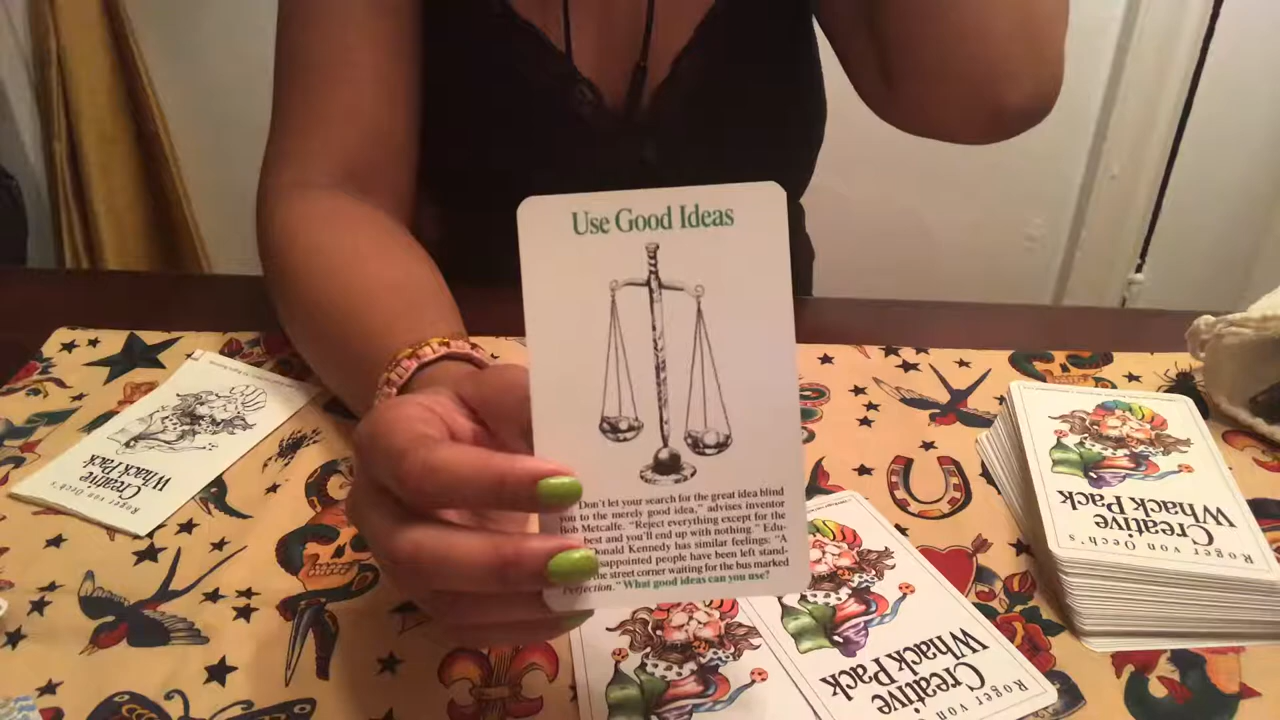 Use Good Ideas
Don't let your search for the great idea blind
you to the merely good idea," advises inventor
Bob Metcalfe. "Reject everything except for the
best and you'll end up with nothing." Edu-
onald Kennedy has similar feelings: "A
sappointed people have been left stand-
the street corner waiting for the bus marked
Perfection." What good ideas can you use?
Roger von Oech's
Creative
Whack Pack
Roger von Oech's
Creative
Whack Pack
Roger von O
Creative
Whack Pack